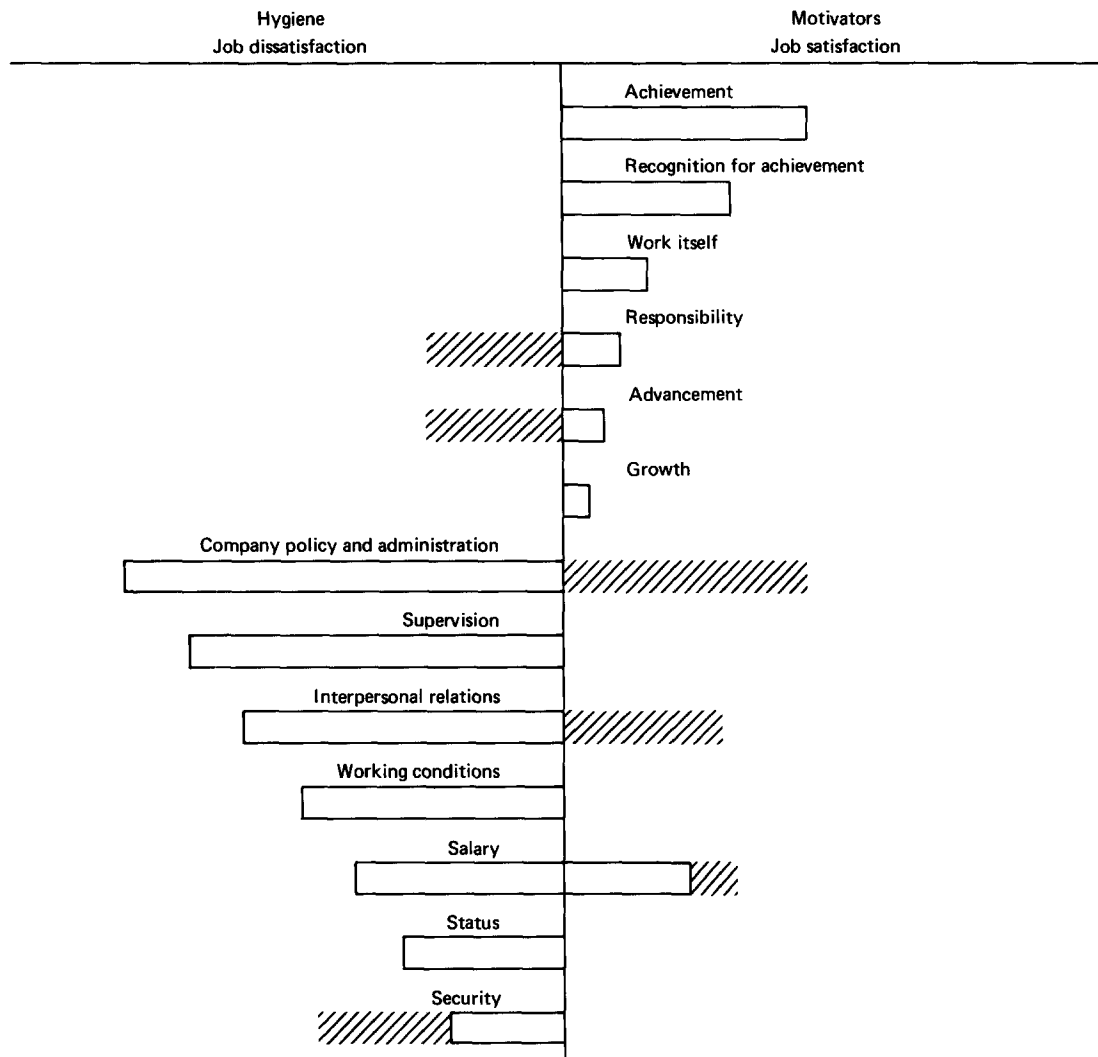 Hygiene
Job dissatisfaction
Motivators
Job satisfaction
Achievement
Recognition for achievement
Work itself
Responsibility
Advancement
Growth
Company policy and administration
Supervision
Interpersonal relations
Working conditions
Salary
Status
Security